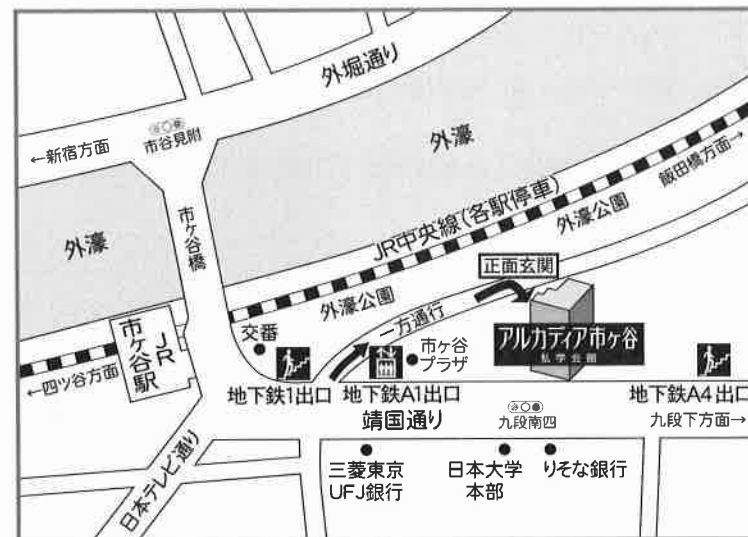 外堀通り
←新宿方面
市谷見附
外濠
飯田橋方面→
市ヶ谷橋
外濠
JR中央線(各駅停車)
外濠公園
正面玄関
外濠公園
一方通行
JR
市ヶ谷駅
交番
市ヶ谷
プラザ
アルカディア市ヶ谷
私学会館
←四ツ谷方面
地下鉄1出口
地下鉄A1出口
地下鉄A4出口
靖国通り
九段南四
九段下方面→
日本テレビ通り
三菱東京
UFJ銀行
日本大学
本部
りそな銀行